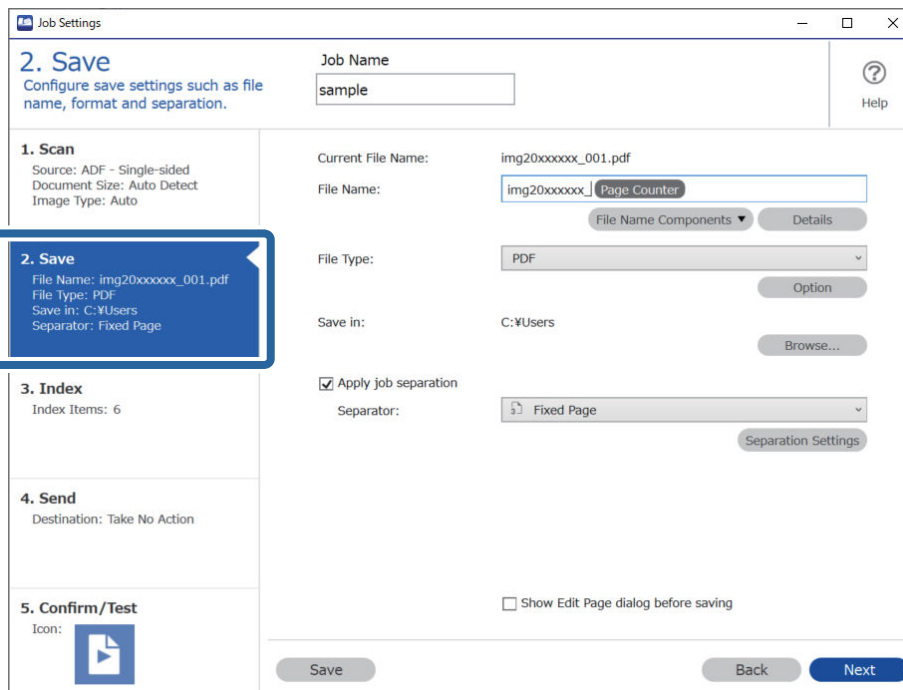 Job Settings
2. Save
Configure save settings such as file
name, format and separation.
Job Name
sample
Help
1. Scan
Source: ADF - Single-sided
Document Size: Auto Detect
Image Type: Auto
2. Save
File Name: img20xxxxxx_001.pdf
File Type: PDF
Save in: C:¥Users
Separator: Fixed Page
3. Index
Index Items: 6
4. Send
Destination: Take No Action
5. Confirm/Test
Icon:
Current File Name: img20xxxxxx_001.pdf
File Name: img20xxxxxx_ Page Counter
File Name Components ▼ Details
File Type: PDF
Option
Save in: C:¥Users
Browse...
Apply job separation
Separator: Fixed Page
Separation Settings
Show Edit Page dialog before saving
Save Back Next